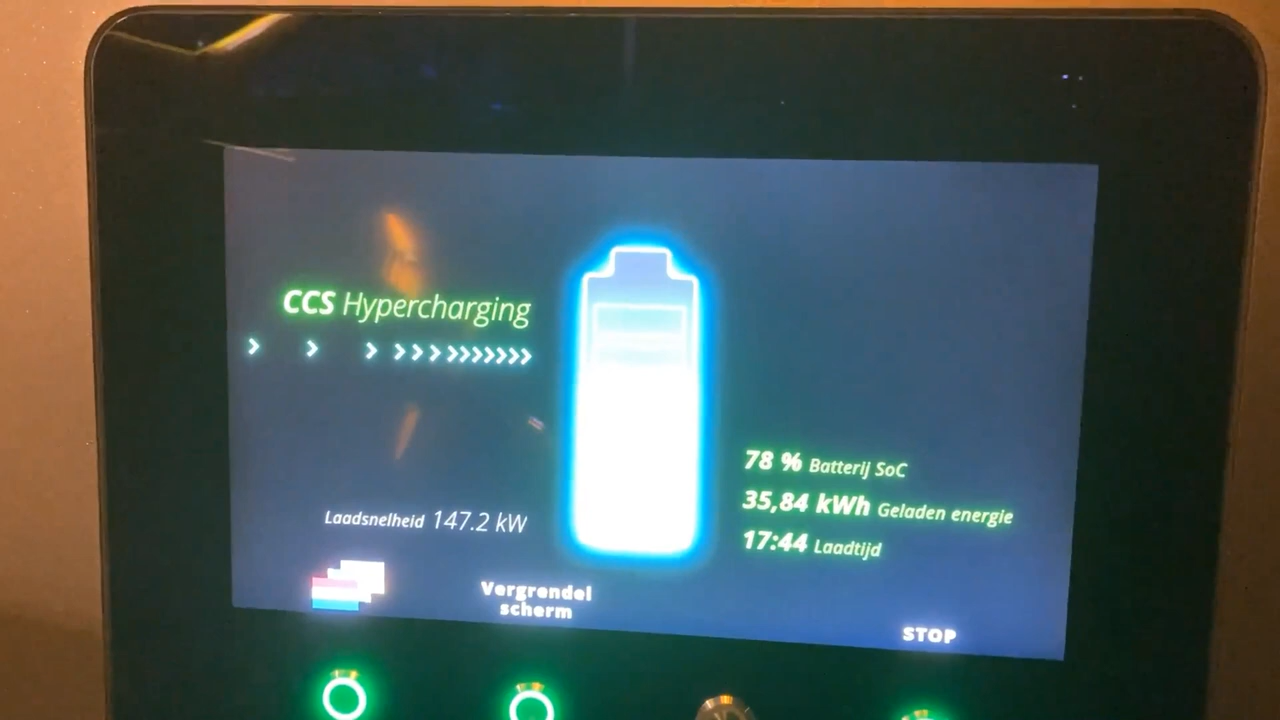 CCS Hypercharging
Laadsnelheid 147.2 kW
78 % Batterij SoC
35,84 kWh Geladen energie
17:44 Laadtijd
Vergrendel
scherm
STOP